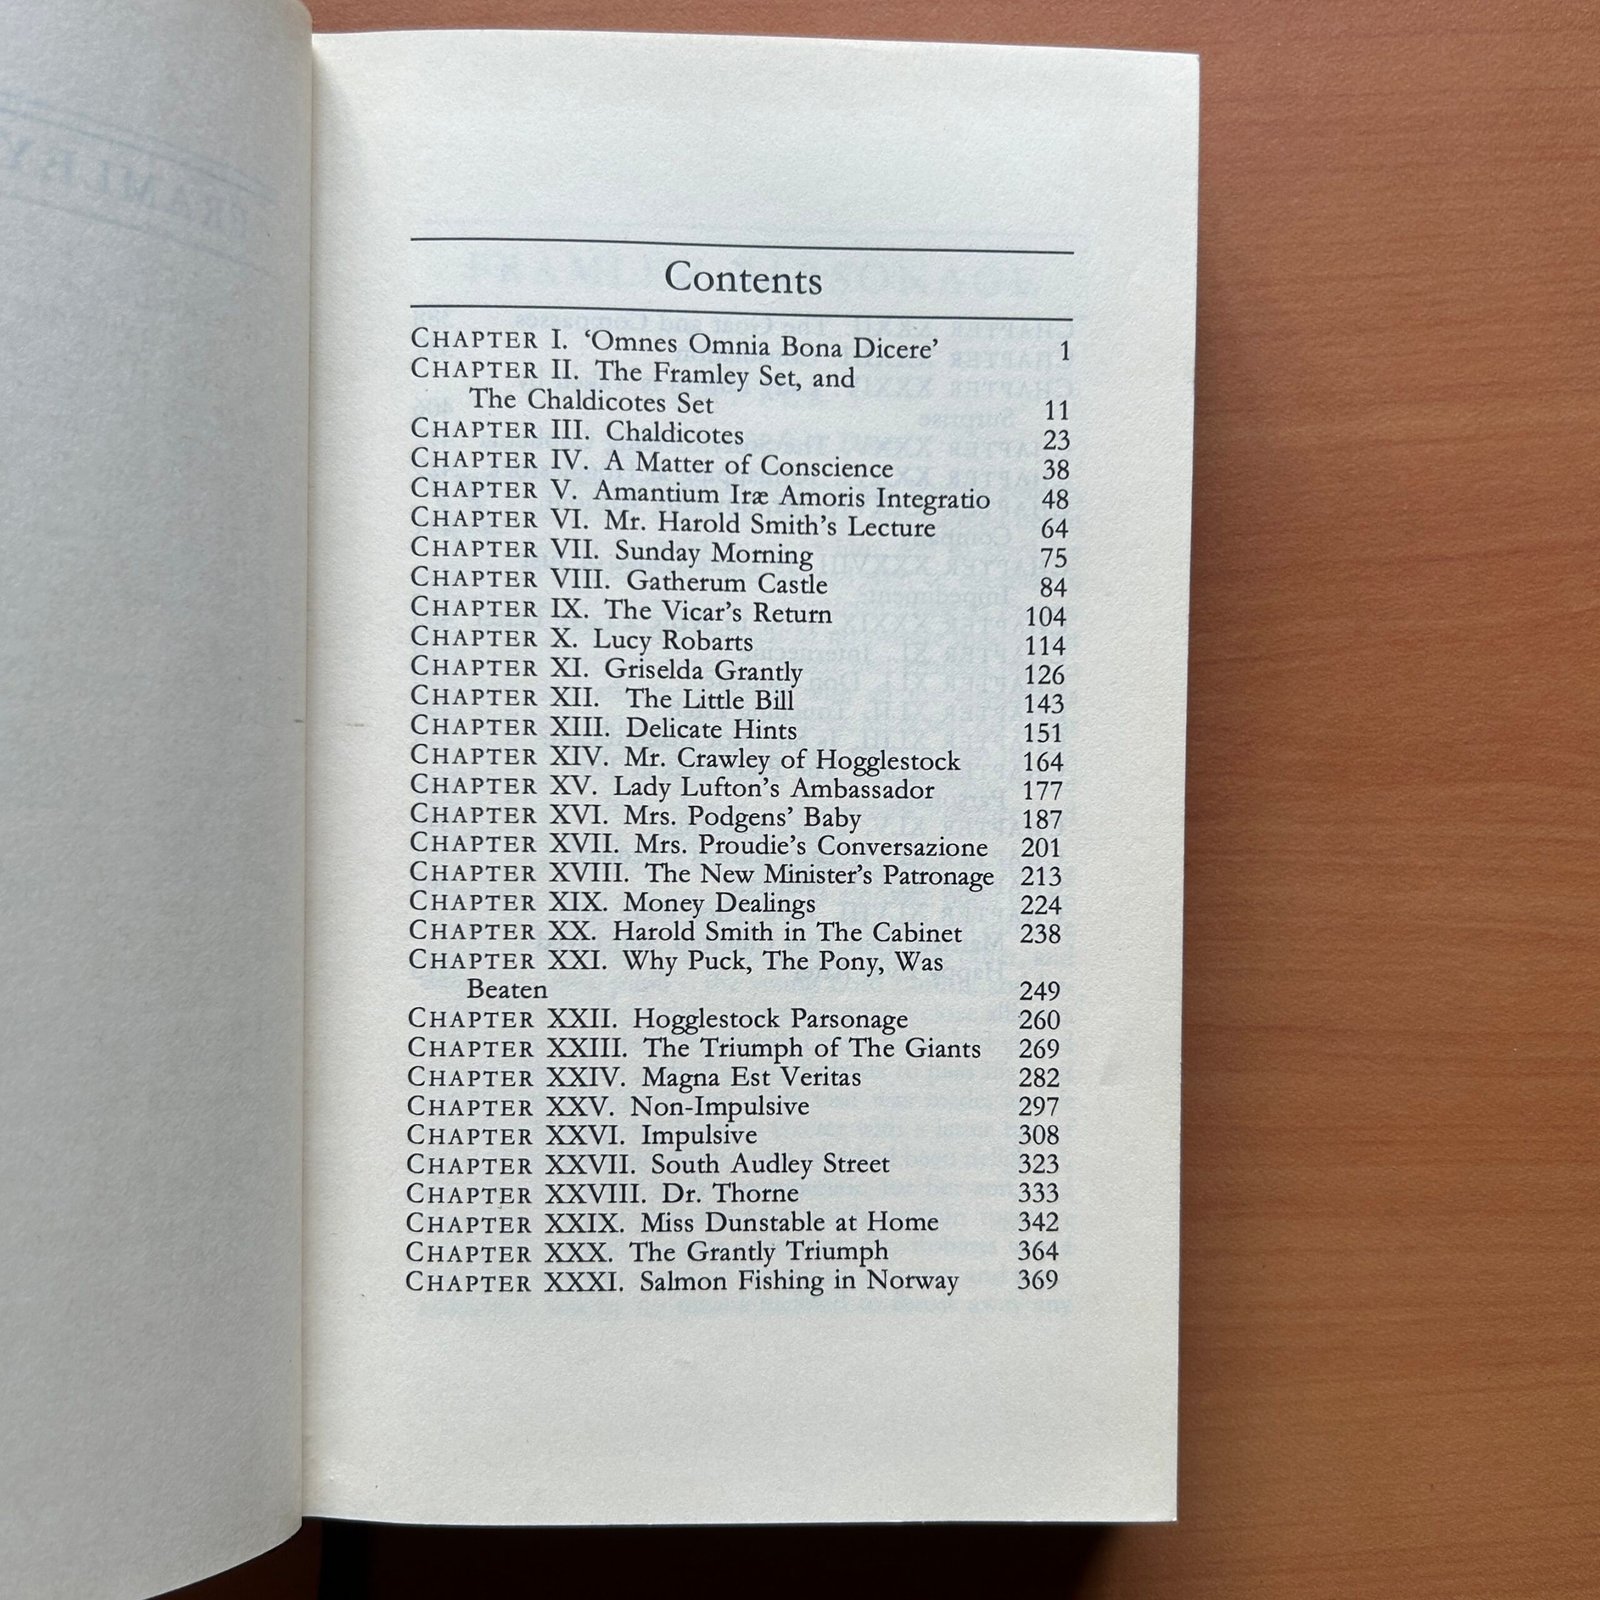 FRAMLEY
Contents
CHAPTER I. ‘Omnes Omnia Bona Dicere’ 1
CHAPTER II. The Framley Set, and
The Chaldicotes Set 11
CHAPTER III. Chaldicotes 23
CHAPTER IV. A Matter of Conscience 38
CHAPTER V. Amantium Iræ Amoris Integratio 48
CHAPTER VI. Mr. Harold Smith’s Lecture 64
CHAPTER VII. Sunday Morning 75
CHAPTER VIII. Gatherum Castle 84
CHAPTER IX. The Vicar’s Return 104
CHAPTER X. Lucy Robarts 114
CHAPTER XI. Griselda Grantly 126
CHAPTER XII. The Little Bill 143
CHAPTER XIII. Delicate Hints 151
CHAPTER XIV. Mr. Crawley of Hogglestock 164
CHAPTER XV. Lady Lufton’s Ambassador 177
CHAPTER XVI. Mrs. Podgens’ Baby 187
CHAPTER XVII. Mrs. Proudie’s Conversazione 201
CHAPTER XVIII. The New Minister’s Patronage 213
CHAPTER XIX. Money Dealings 224
CHAPTER XX. Harold Smith in The Cabinet 238
CHAPTER XXI. Why Puck, The Pony, Was
Beaten 249
CHAPTER XXII. Hogglestock Parsonage 260
CHAPTER XXIII. The Triumph of The Giants 269
CHAPTER XXIV. Magna Est Veritas 282
CHAPTER XXV. Non-Impulsive 297
CHAPTER XXVI. Impulsive 308
CHAPTER XXVII. South Audley Street 323
CHAPTER XXVIII. Dr. Thorne 333
CHAPTER XXIX. Miss Dunstable at Home 342
CHAPTER XXX. The Grantly Triumph 364
CHAPTER XXXI. Salmon Fishing in Norway 369